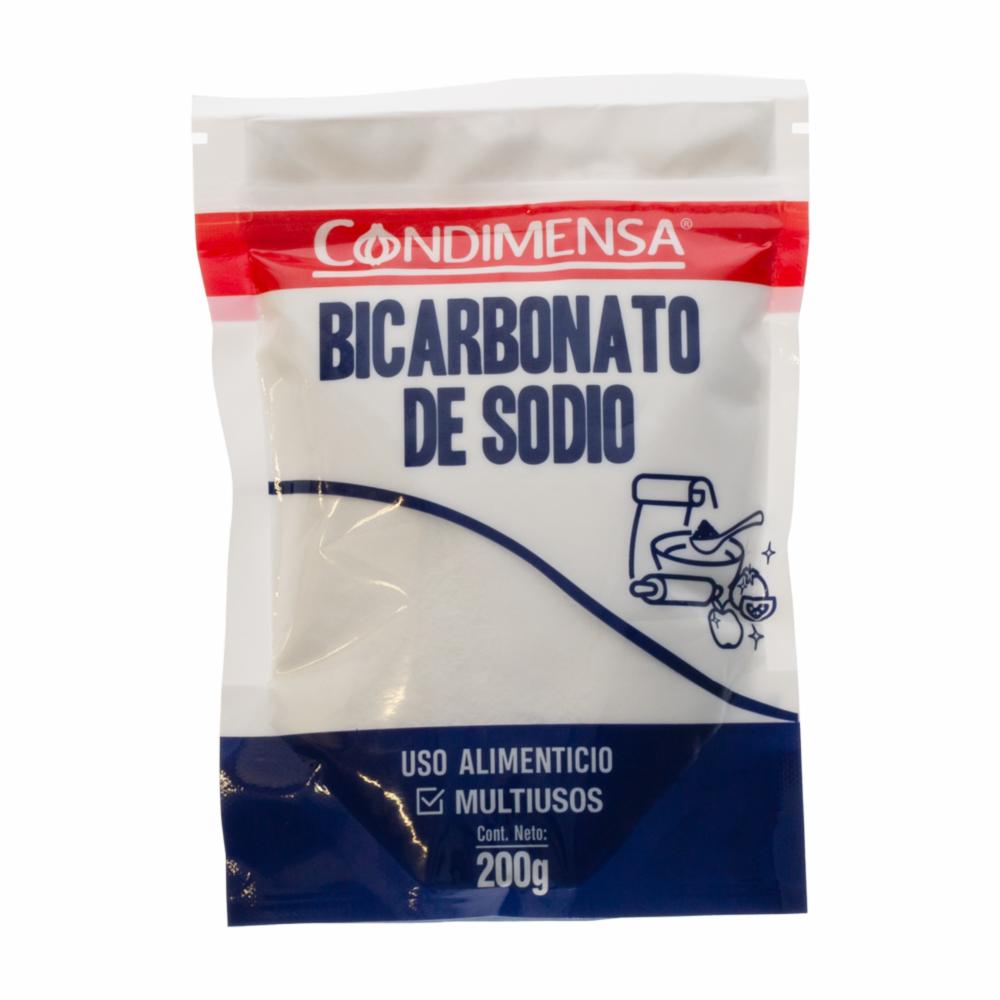 CONDIMENSA®
BICARBONATO
DE SODIO
USO ALIMENTICIO
MULTIUSOS
Cont. Neto:
200g